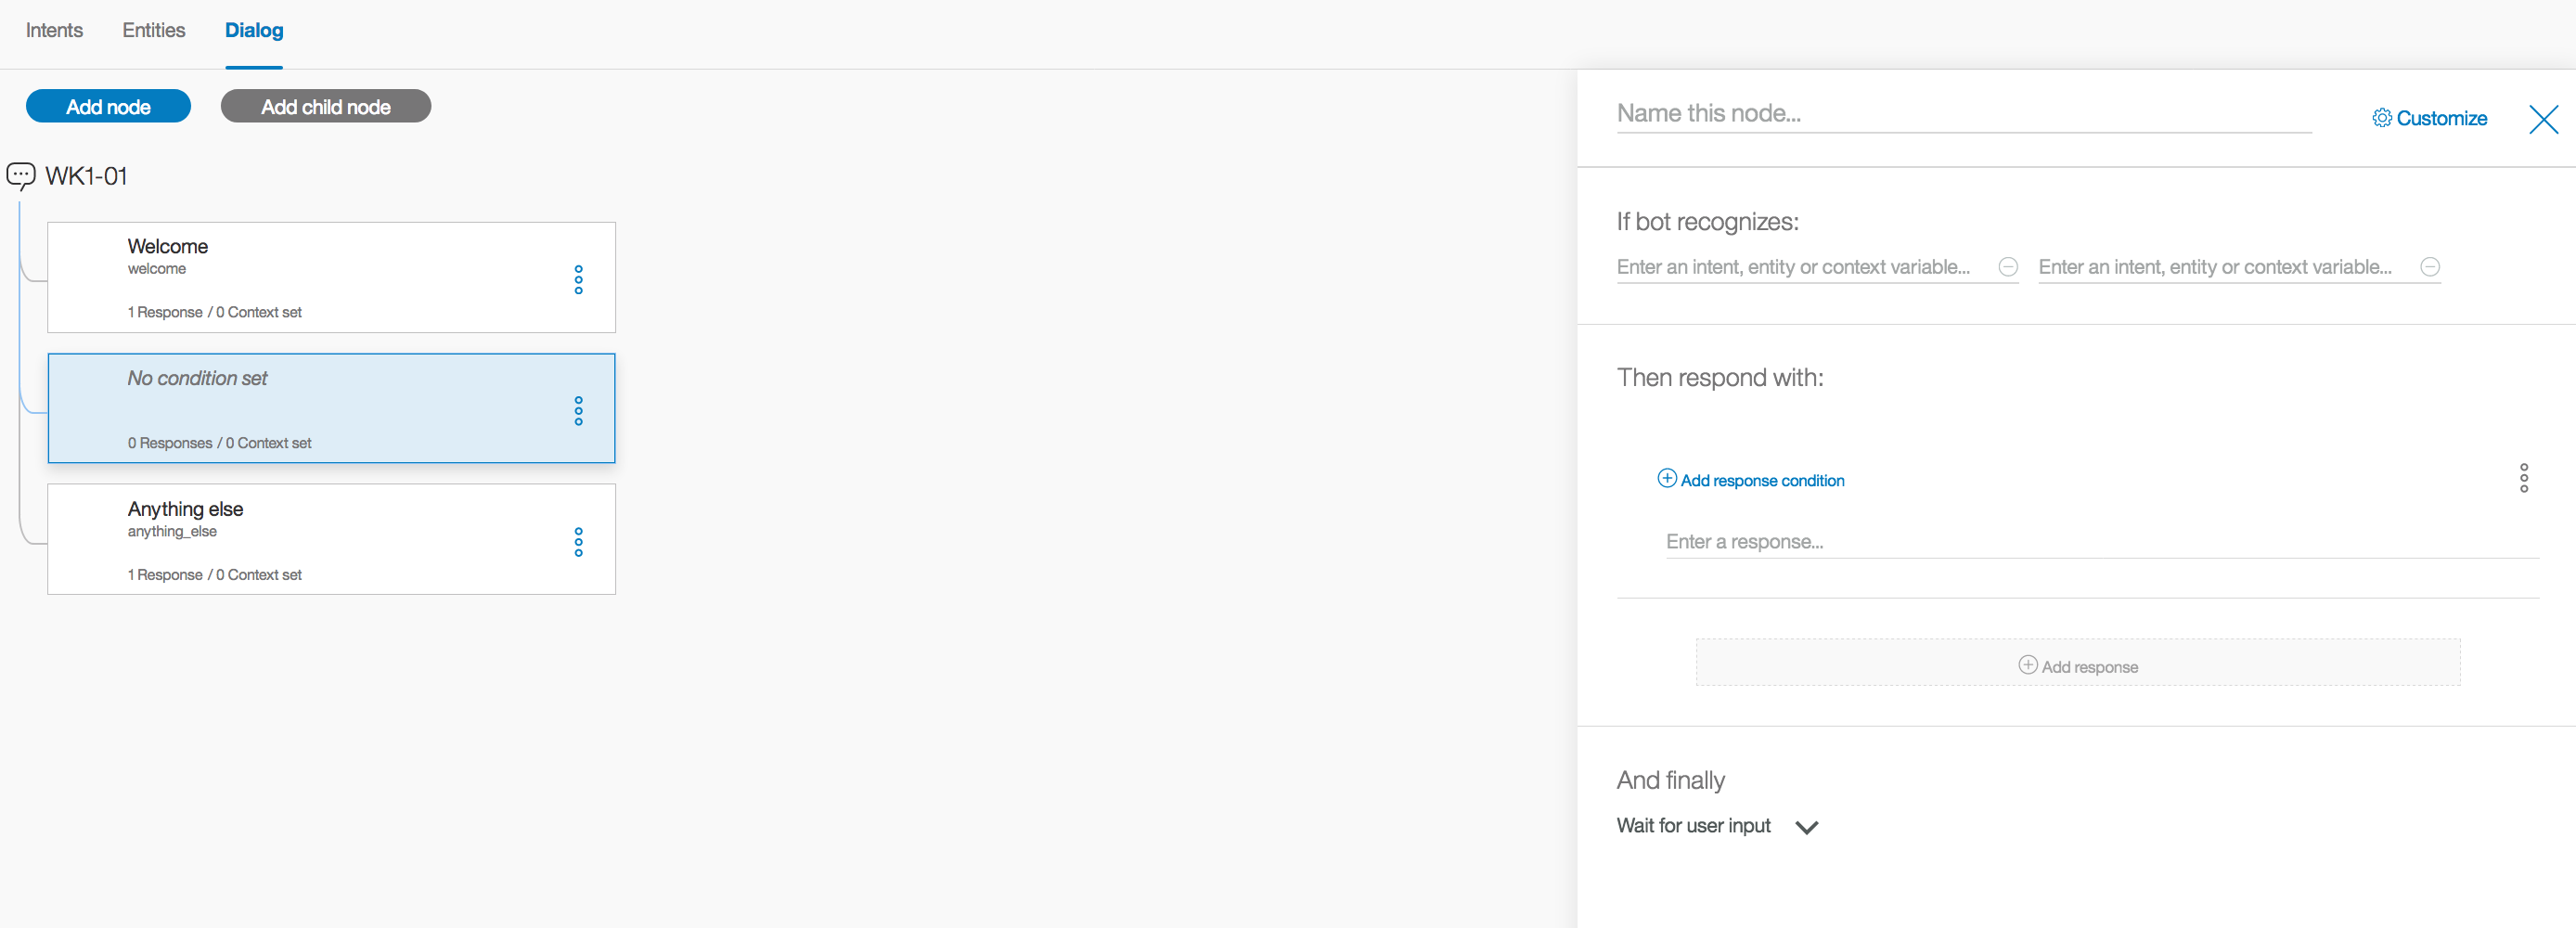 Intents Entities Dialog
Add node Add child node
WK1-01
Welcome
welcome
1 Response / 0 Context set
No condition set
0 Responses / 0 Context set
Anything else
anything_else
1 Response / 0 Context set
Name this node...
Customize
If bot recognizes:
Enter an intent, entity or context variable... Enter an intent, entity or context variable...
Then respond with:
Add response condition
Enter a response...
Add response
And finally
Wait for user input